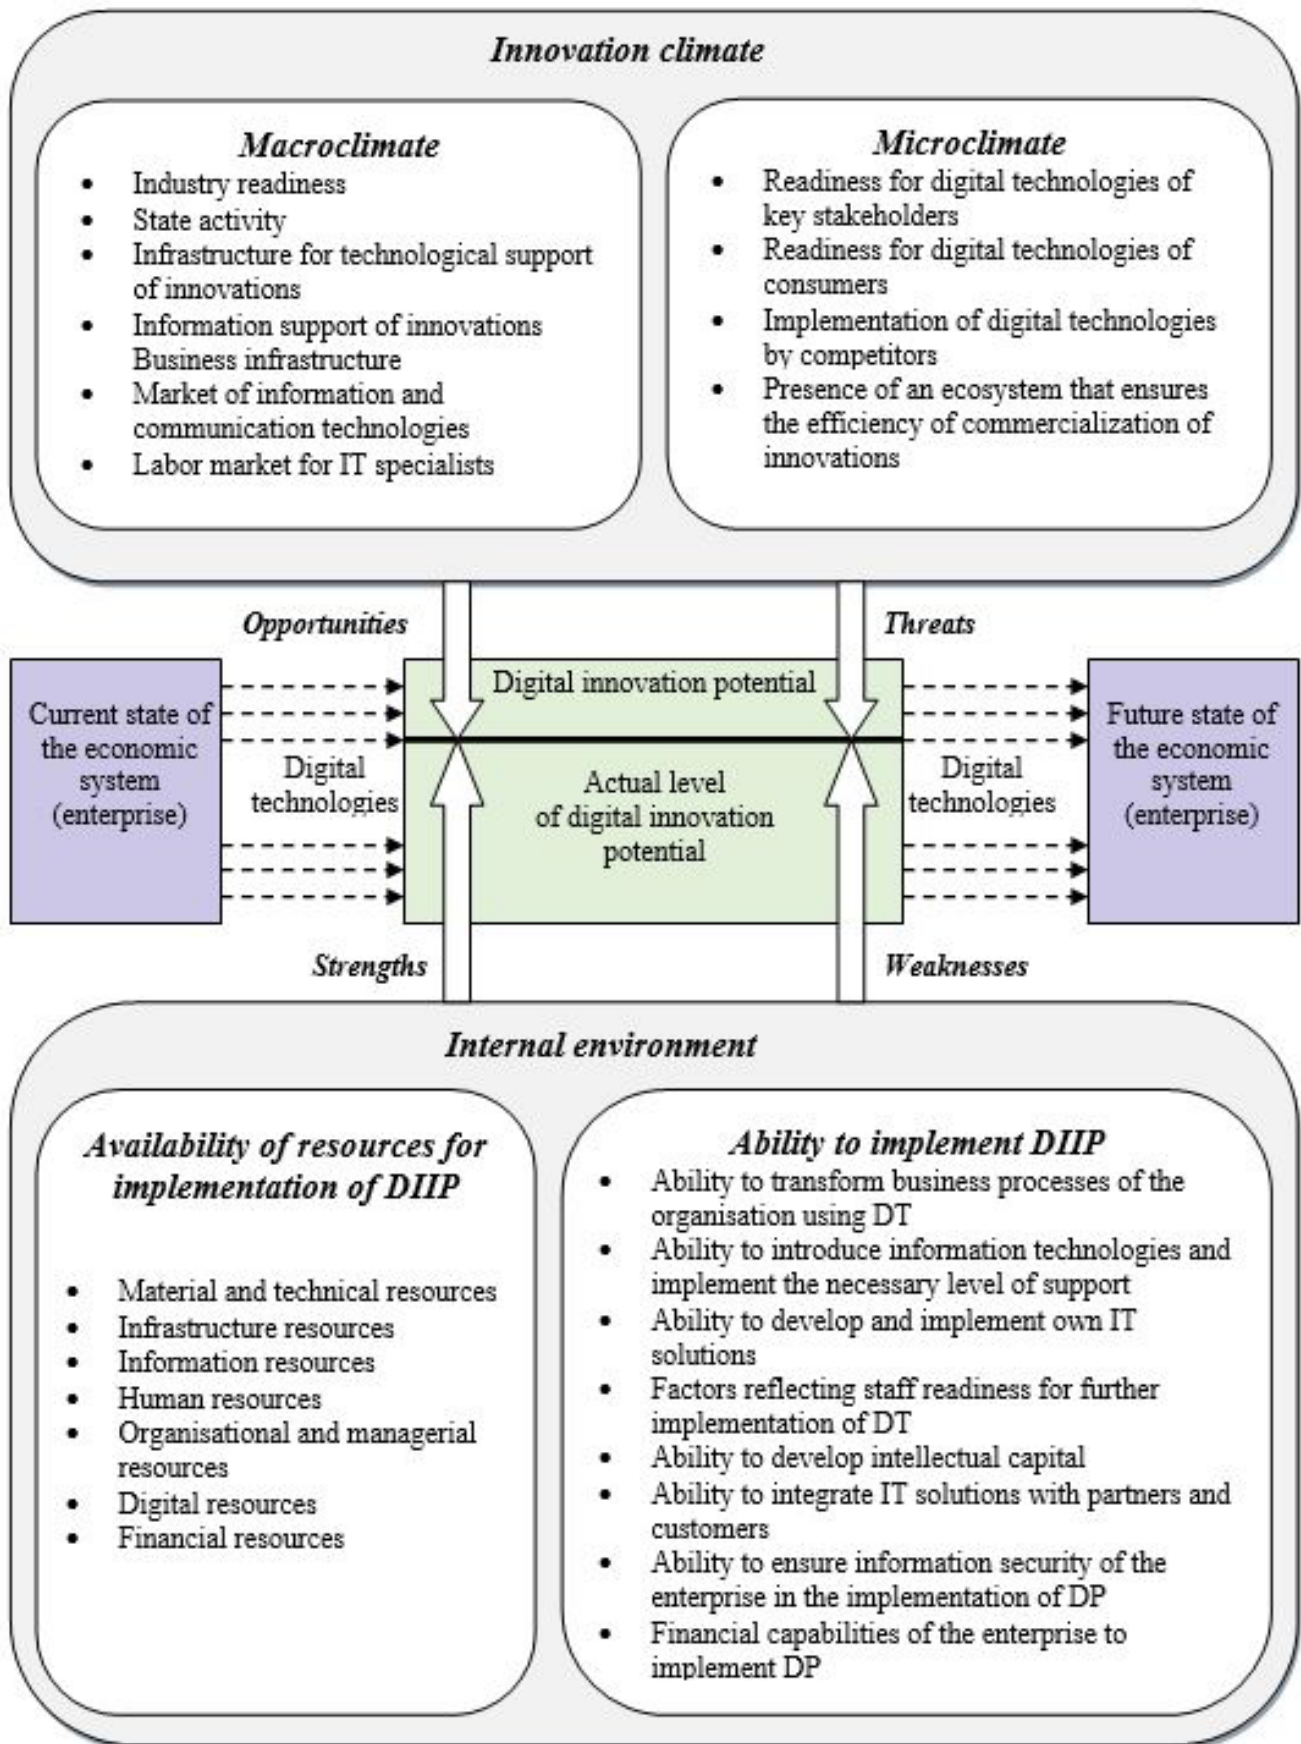 Innovation climate
Macroclimate
• Industry readiness
• State activity
• Infrastructure for technological support
of innovations
• Information support of innovations
Business infrastructure
• Market of information and
communication technologies
• Labor market for IT specialists
Microclimate
• Readiness for digital technologies of
key stakeholders
• Readiness for digital technologies of
consumers
• Implementation of digital technologies
by competitors
• Presence of an ecosystem that ensures
the efficiency of commercialization of
innovations
Opportunities
Threats
Current state of
the economic
system
(enterprise)
Digital
technologies
Digital innovation potential
Actual level
of digital innovation
potential
Digital
technologies
Future state of
the economic
system
(enterprise)
Strengths
Weaknesses
Internal environment
Availability of resources for
implementation of DIIP
• Material and technical resources
• Infrastructure resources
• Information resources
• Human resources
• Organisational and managerial
resources
• Digital resources
• Financial resources
Ability to implement DIIP
• Ability to transform business processes of the
organisation using DT
• Ability to introduce information technologies and
implement the necessary level of support
• Ability to develop and implement own IT
solutions
• Factors reflecting staff readiness for further
implementation of DT
• Ability to develop intellectual capital
• Ability to integrate IT solutions with partners and
customers
• Ability to ensure information security of the
enterprise in the implementation of DP
• Financial capabilities of the enterprise to
implement DP